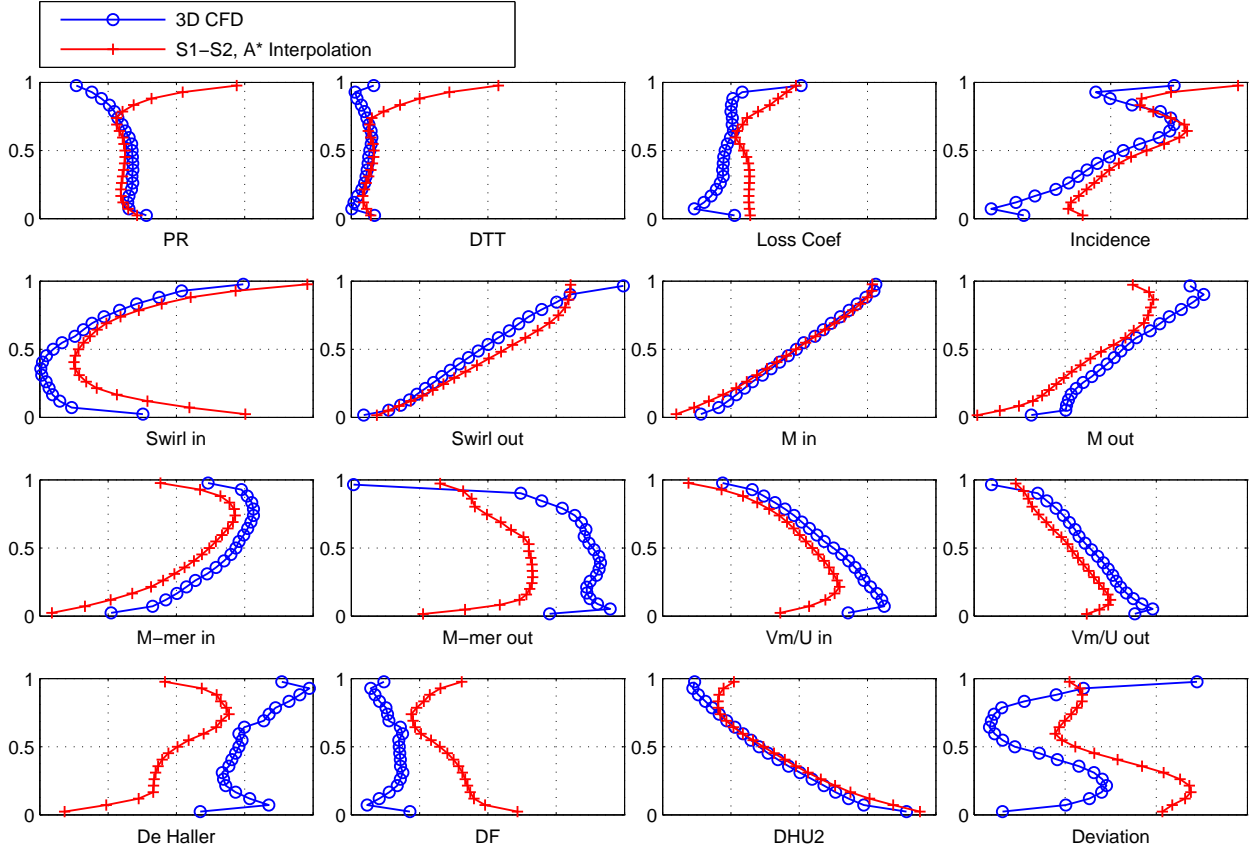 3D CFD
S1−S2, A* Interpolation
1
0.5
0
PR
1
0.5
0
DTT
1
0.5
0
Loss Coef
1
0.5
0
Incidence
1
0.5
0
Swirl in
1
0.5
0
Swirl out
1
0.5
0
M in
1
0.5
0
M out
1
0.5
0
M−mer in
1
0.5
0
M−mer out
1
0.5
0
Vm/U in
1
0.5
0
Vm/U out
1
0.5
0
De Haller
1
0.5
0
DF
1
0.5
0
DHU2
1
0.5
0
Deviation